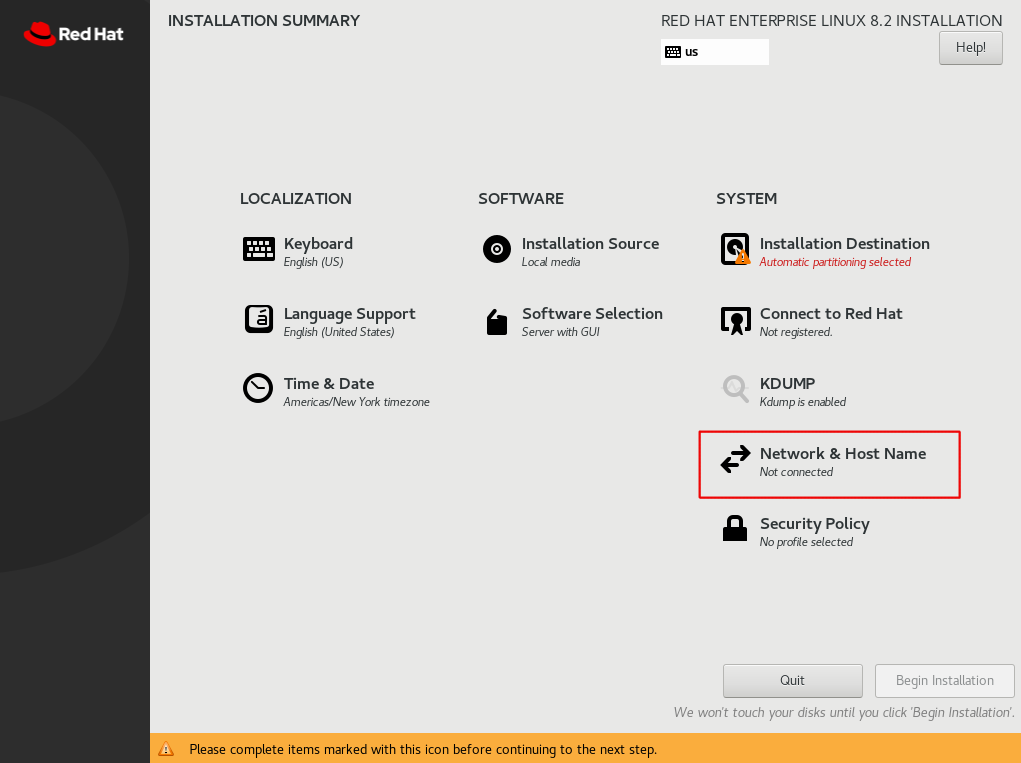 Red Hat
INSTALLATION SUMMARY
RED HAT ENTERPRISE LINUX 8.2 INSTALLATION
us
Help!
LOCALIZATION
Keyboard
English (US)
Language Support
English (United States)
Time & Date
Americas/New York timezone
SOFTWARE
Installation Source
Local media
Software Selection
Server with GUI
SYSTEM
Installation Destination
Automatic partitioning selected
Connect to Red Hat
Not registered.
KDUMP
Kdump is enabled
Network & Host Name
Not connected
Security Policy
No profile selected
Quit
Begin Installation
We won't touch your disks until you click 'Begin Installation'.
Please complete items marked with this icon before continuing to the next step.